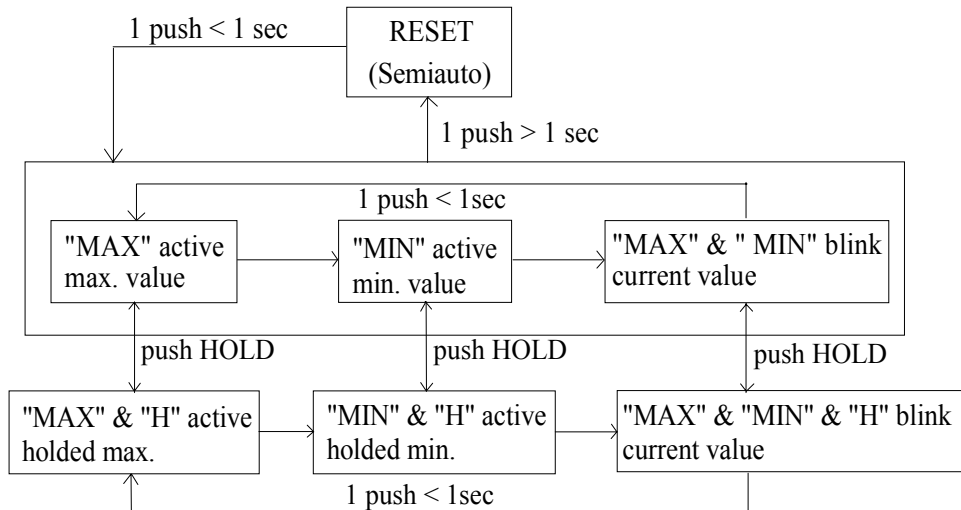 1 push < 1 sec
RESET
(Semiauto)
1 push > 1 sec
1 push < 1sec
"MAX" active
max. value
"MIN" active
min. value
"MAX" & " MIN" blink
current value
push HOLD
push HOLD
push HOLD
"MAX" & "H" active
holded max.
"MIN" & "H" active
holded min.
"MAX" & "MIN" & "H" blink
current value
1 push < 1sec